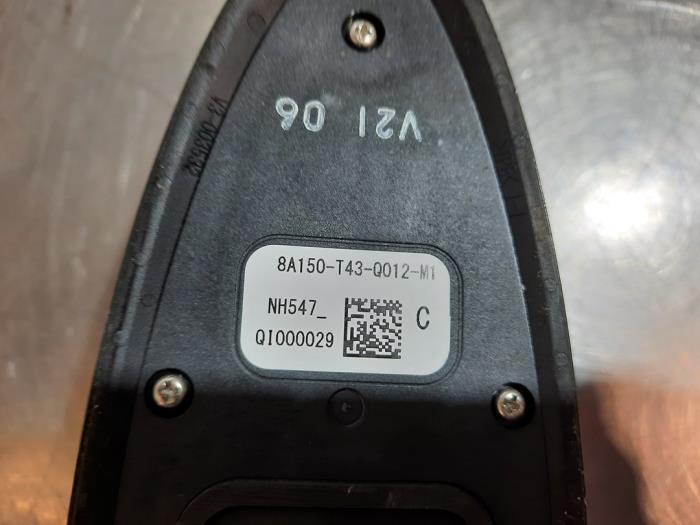 V21 06
8A150-T43-Q012-M1
NH547_
QI000029
C